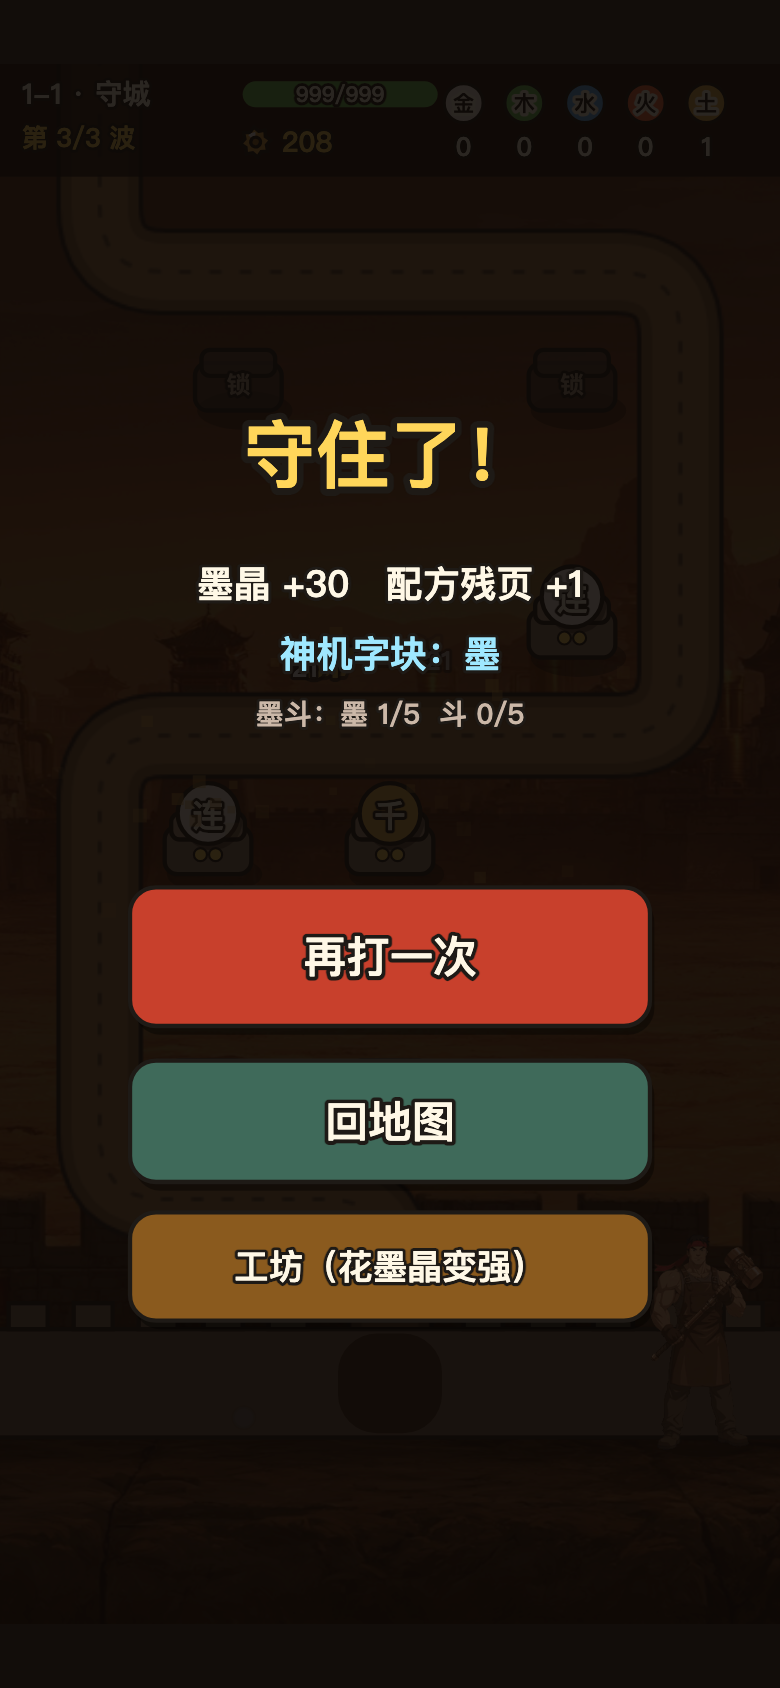 1–1 · 守城
999/999
金 木 水 火 土
第 3/3 波
208
0 0 0 0 1
锁 锁
守住了!
墨晶 +30 配方残页 +1
连
神机字块：墨
墨斗：墨 1/5 斗 0/5
连 千
再打一次
回地图
工坊（花墨晶变强）